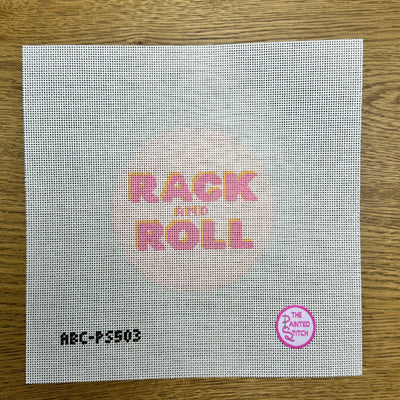 RACK
AND
ROLL
ABC-PS503
THE
PAINTED
STITCH